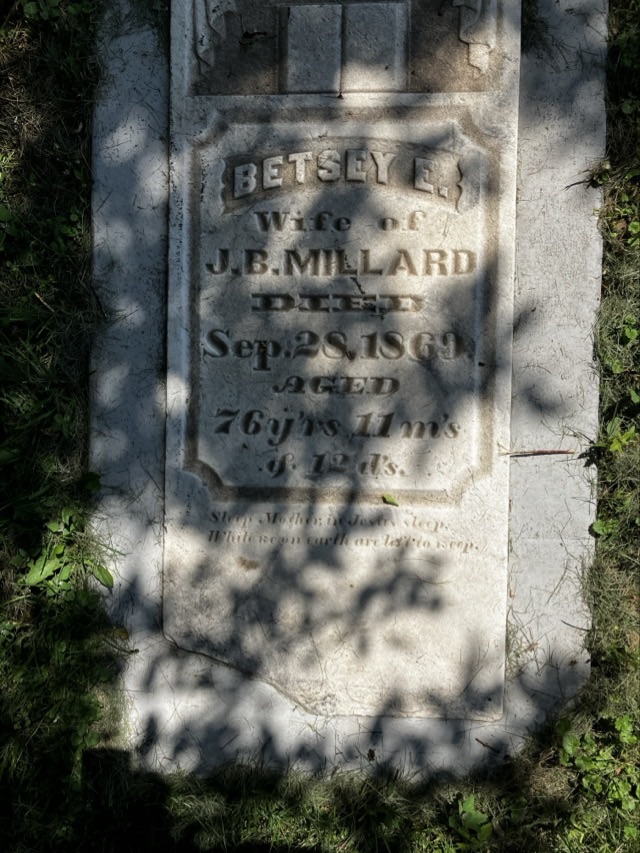 BETSEY E.
Wife of
J.B. MILLARD
DIED
Sep. 28, 1869.
AGED
76 y'rs, 11 m's
& 12 d's.
Sleep Mother, in Jesus sleep,
While we on earth are left to weep.